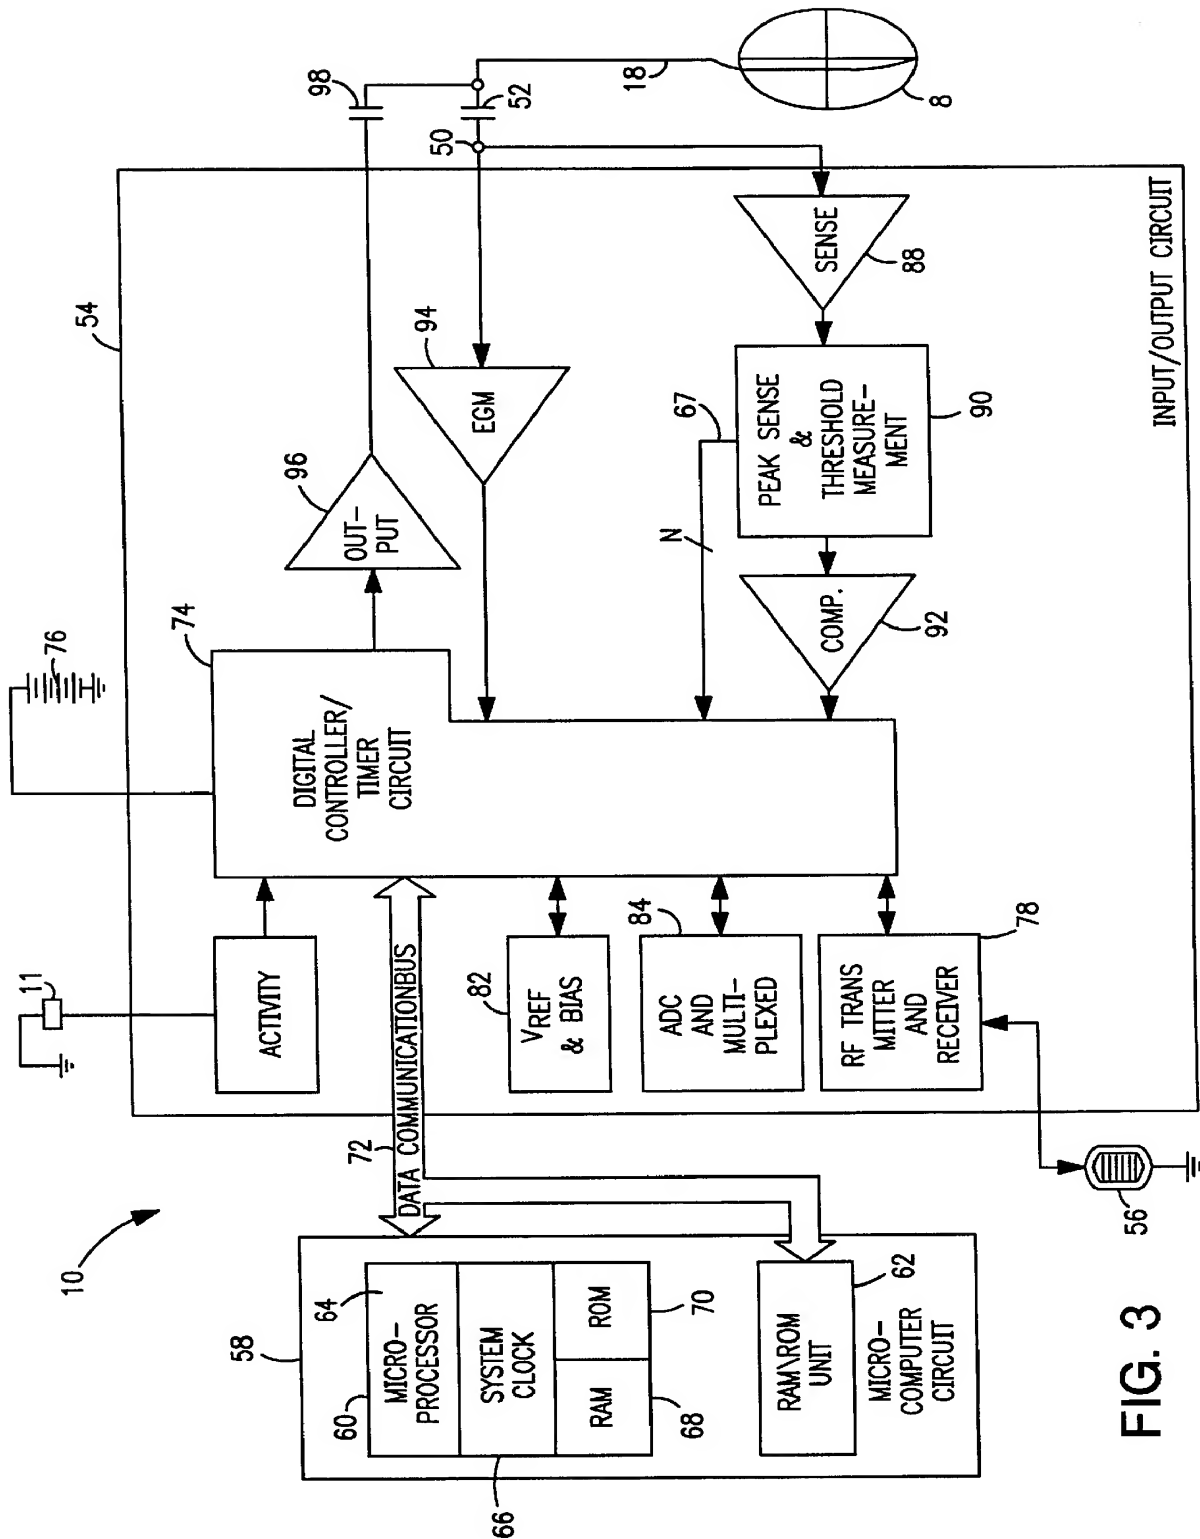 10
58
60
MICRO-
PROCESSOR
64
SYSTEM
CLOCK
66
RAM
ROM
68
70
RAM\ROM
UNIT
62
MICRO-
COMPUTER
CIRCUIT
72
DATA COMMUNICATIONBUS
56
11
ACTIVITY
82
VREF
& BIAS
84
ADC
AND
MULTI-
PLEXED
RF TRANS
MITTER
AND
RECEIVER
78
76
74
DIGITAL
CONTROLLER/
TIMER
CIRCUIT
54
96
OUT-
PUT
94
EGM
67
N
PEAK SENSE
&
THRESHOLD
MEASURE-
MENT
90
COMP.
92
SENSE
88
98
50
52
18
8
INPUT/OUTPUT CIRCUIT
FIG. 3